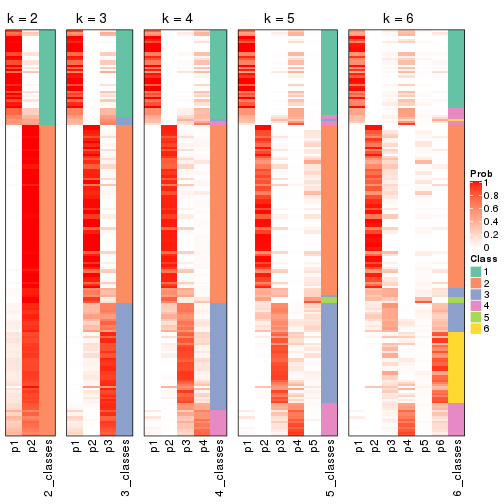 k = 2
k = 3
k = 4
k = 5
k = 6
Prob
1
0.8
0.6
0.4
0.2
0
Class
1
2
3
4
5
6
p1
p2
2_classes
p1
p2
p3
3_classes
p1
p2
p3
p4
4_classes
p1
p2
p3
p4
p5
5_classes
p1
p2
p3
p4
p5
p6
6_classes